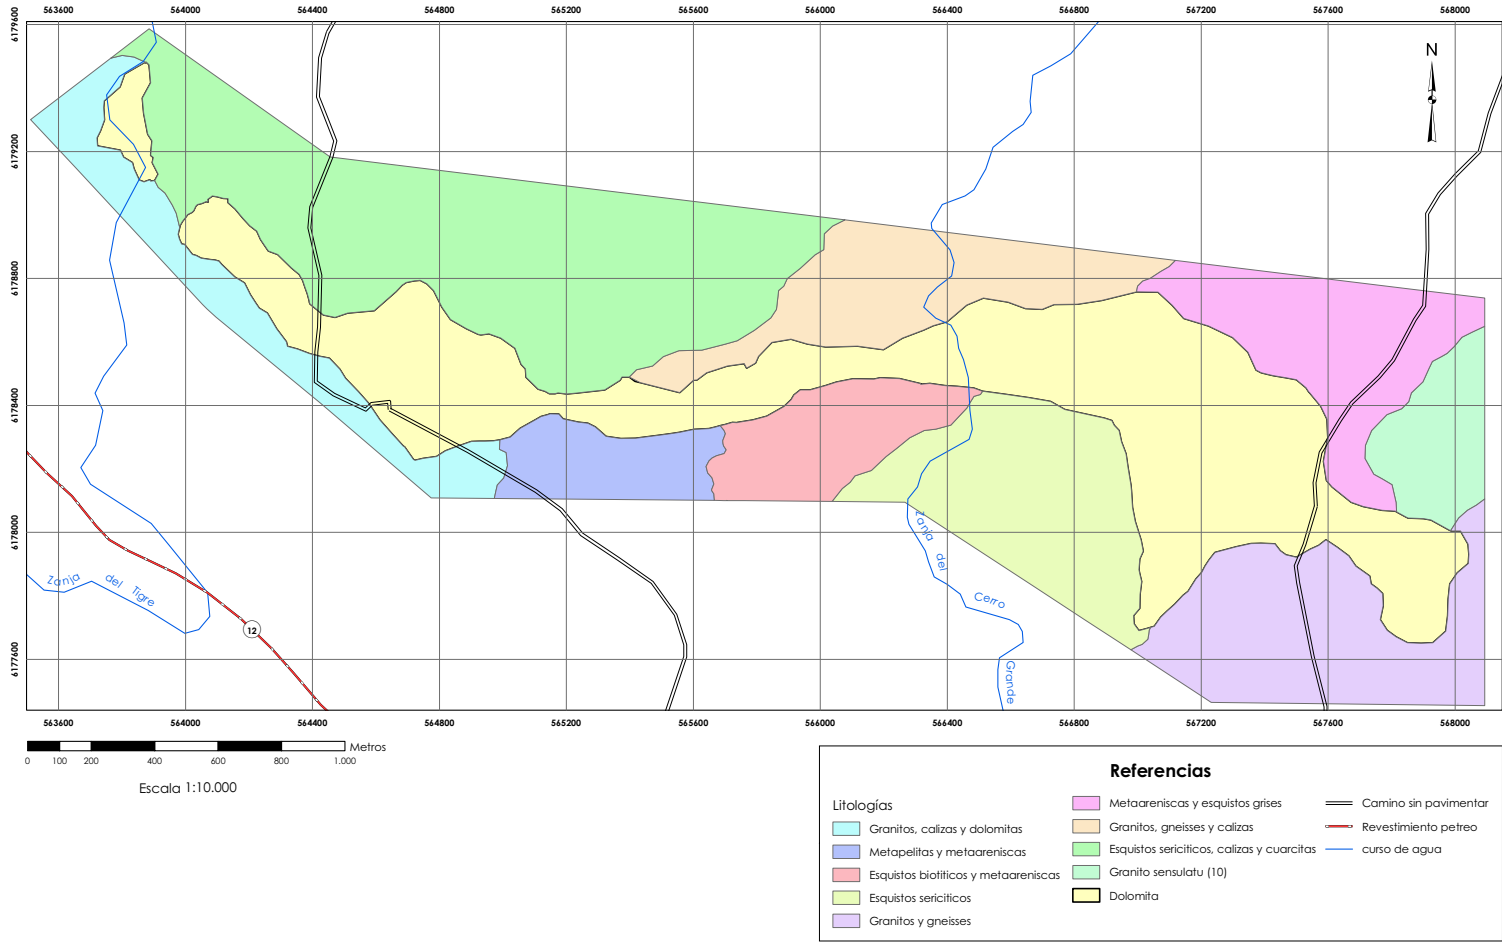 563600 564000 564400 564800 565200 565600 566000 566400 566800 567200 567600 568000
6179600
6179200
6178800
6178400
6178000
6177600
N
Zanja del Tigre
12
Zanja del Cerro Grande
563600 564000 564400 564800 565200 565600 566000 566400 566800 567200 567600 568000
Metros
0 100 200 400 600 800 1.000
Escala 1:10.000
Referencias
Litologías
Granitos, calizas y dolomitas
Metapelitas y metaareniscas
Esquistos biotiticos y metaareniscas
Esquistos sericiticos
Granitos y gneisses
Metaareniscas y esquistos grises
Granitos, gneisses y calizas
Esquistos sericiticos, calizas y cuarcitas
Granito sensulatu (10)
Dolomita
Camino sin pavimentar
Revestimiento petreo
curso de agua